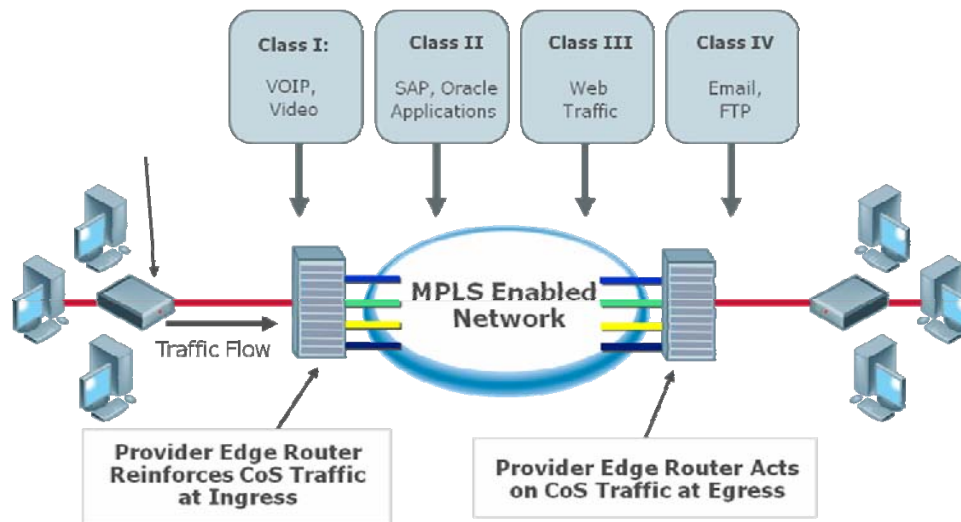 Class I:
VOIP,
Video
Class II
SAP, Oracle
Applications
Class III
Web
Traffic
Class IV
Email,
FTP
MPLS Enabled
Network
Traffic Flow
Provider Edge Router
Reinforces CoS Traffic
at Ingress
Provider Edge Router Acts
on CoS Traffic at Egress